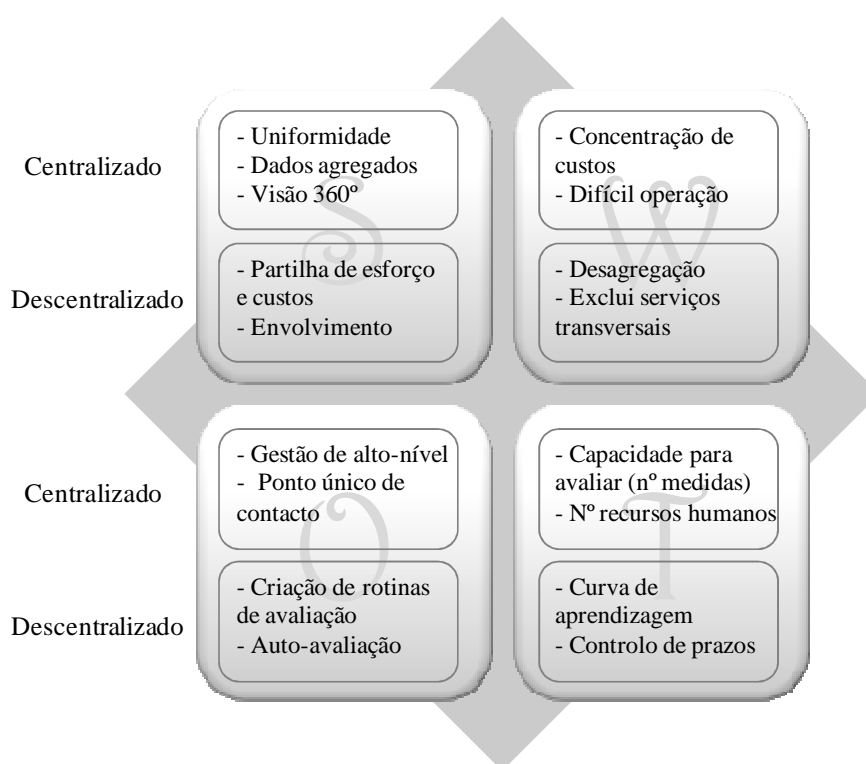 Centralizado
- Uniformidade
- Dados agregados
- Visão 360º
S
- Concentração de
custos
- Difícil operação
W
Descentralizado
- Partilha de esforço
e custos
- Envolvimento
- Desagregação
- Exclui serviços
transversais
Centralizado
- Gestão de alto-nível
- Ponto único de
contacto
O
- Capacidade para
avaliar (nº medidas)
- Nº recursos humanos
T
Descentralizado
- Criação de rotinas
de avaliação
- Auto-avaliação
- Curva de
aprendizagem
- Controlo de prazos